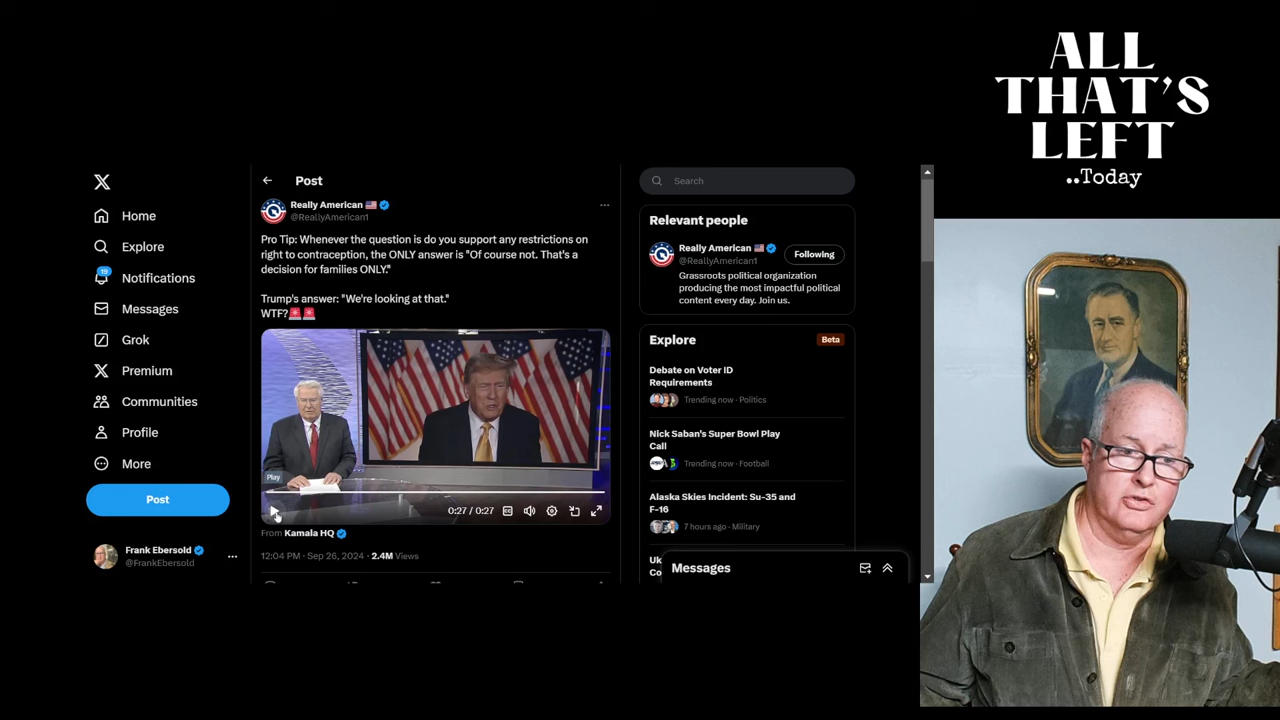 ALL
THAT'S
LEFT
..Today
Post
Search
Home
Explore
19
Notifications
Messages
Grok
Premium
Communities
Profile
More
Post
Frank Ebersold
@FrankEbersold
Really American
@ReallyAmerican1
Pro Tip: Whenever the question is do you support any restrictions on
right to contraception, the ONLY answer is "Of course not. That's a
decision for families ONLY."
Trump's answer: "We're looking at that."
WTF?
Play
0:27 / 0:27
From Kamala HQ
12:04 PM · Sep 26, 2024 · 2.4M Views
Relevant people
Really American
@ReallyAmerican1
Following
Grassroots political organization
producing the most impactful political
content every day. Join us.
Explore
Beta
Debate on Voter ID
Requirements
Trending now · Politics
Nick Saban's Super Bowl Play
Call
Trending now · Football
Alaska Skies Incident: Su-35 and
F-16
7 hours ago · Military
Messages